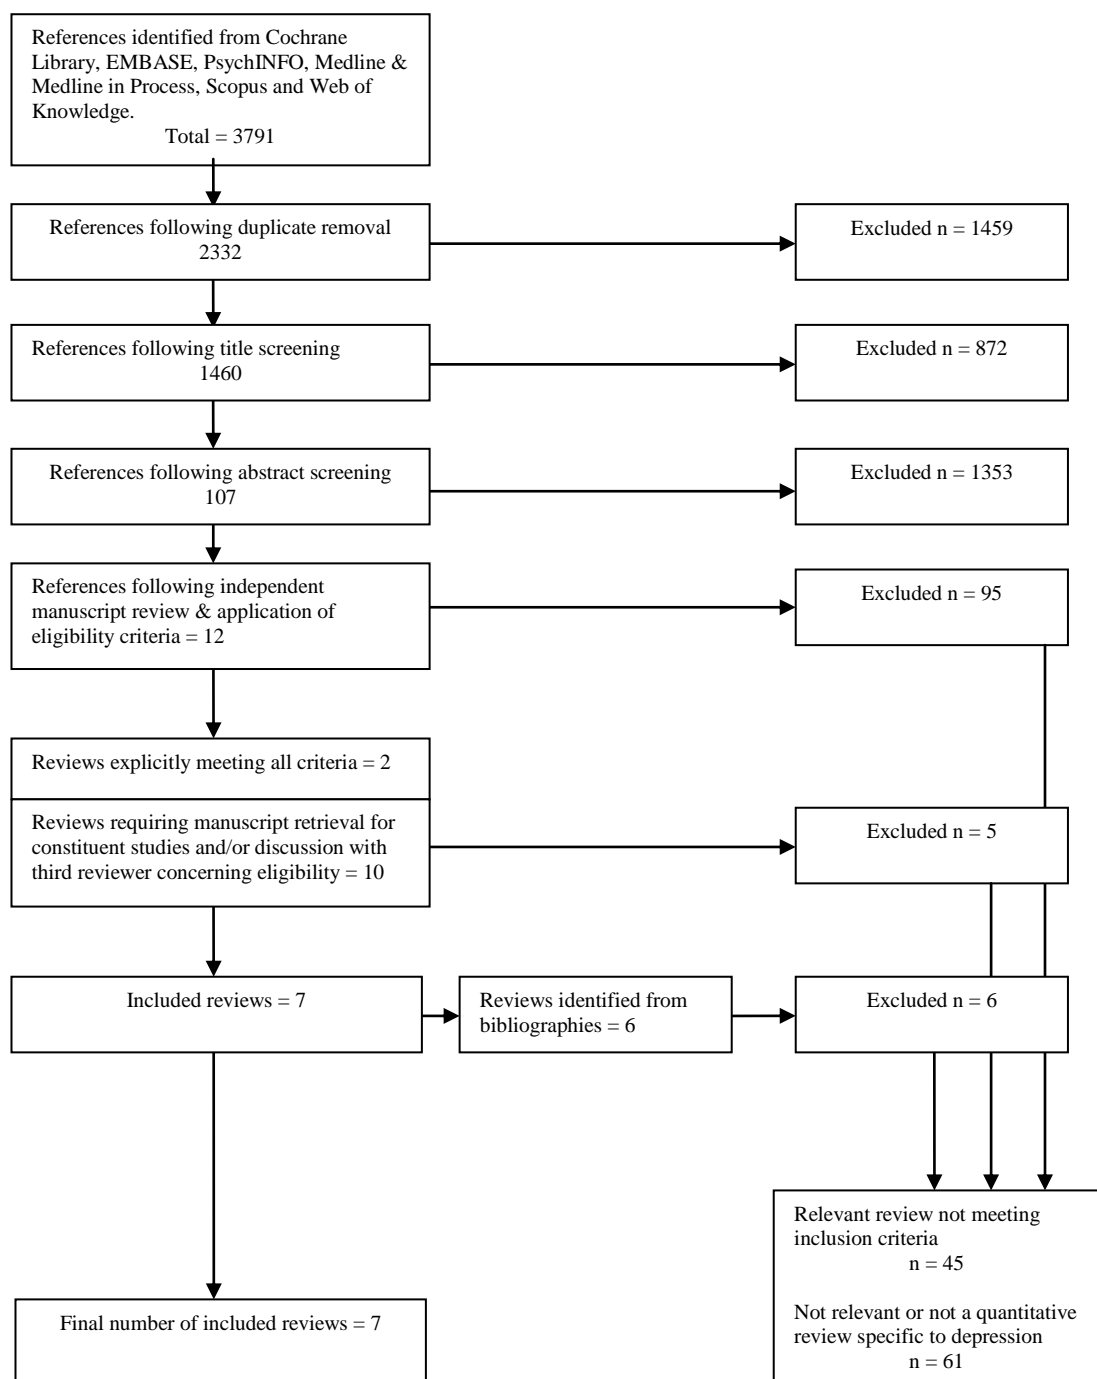 References identified from Cochrane
Library, EMBASE, PsychINFO, Medline &
Medline in Process, Scopus and Web of
Knowledge.
Total = 3791
References following duplicate removal
2332
Excluded n = 1459
References following title screening
1460
Excluded n = 872
References following abstract screening
107
Excluded n = 1353
References following independent
manuscript review & application of
eligibility criteria = 12
Excluded n = 95
Reviews explicitly meeting all criteria = 2
Reviews requiring manuscript retrieval for
constituent studies and/or discussion with
third reviewer concerning eligibility = 10
Excluded n = 5
Included reviews = 7
Reviews identified from
bibliographies = 6
Excluded n = 6
Relevant review not meeting
inclusion criteria
n = 45
Not relevant or not a quantitative
review specific to depression
n = 61
Final number of included reviews = 7